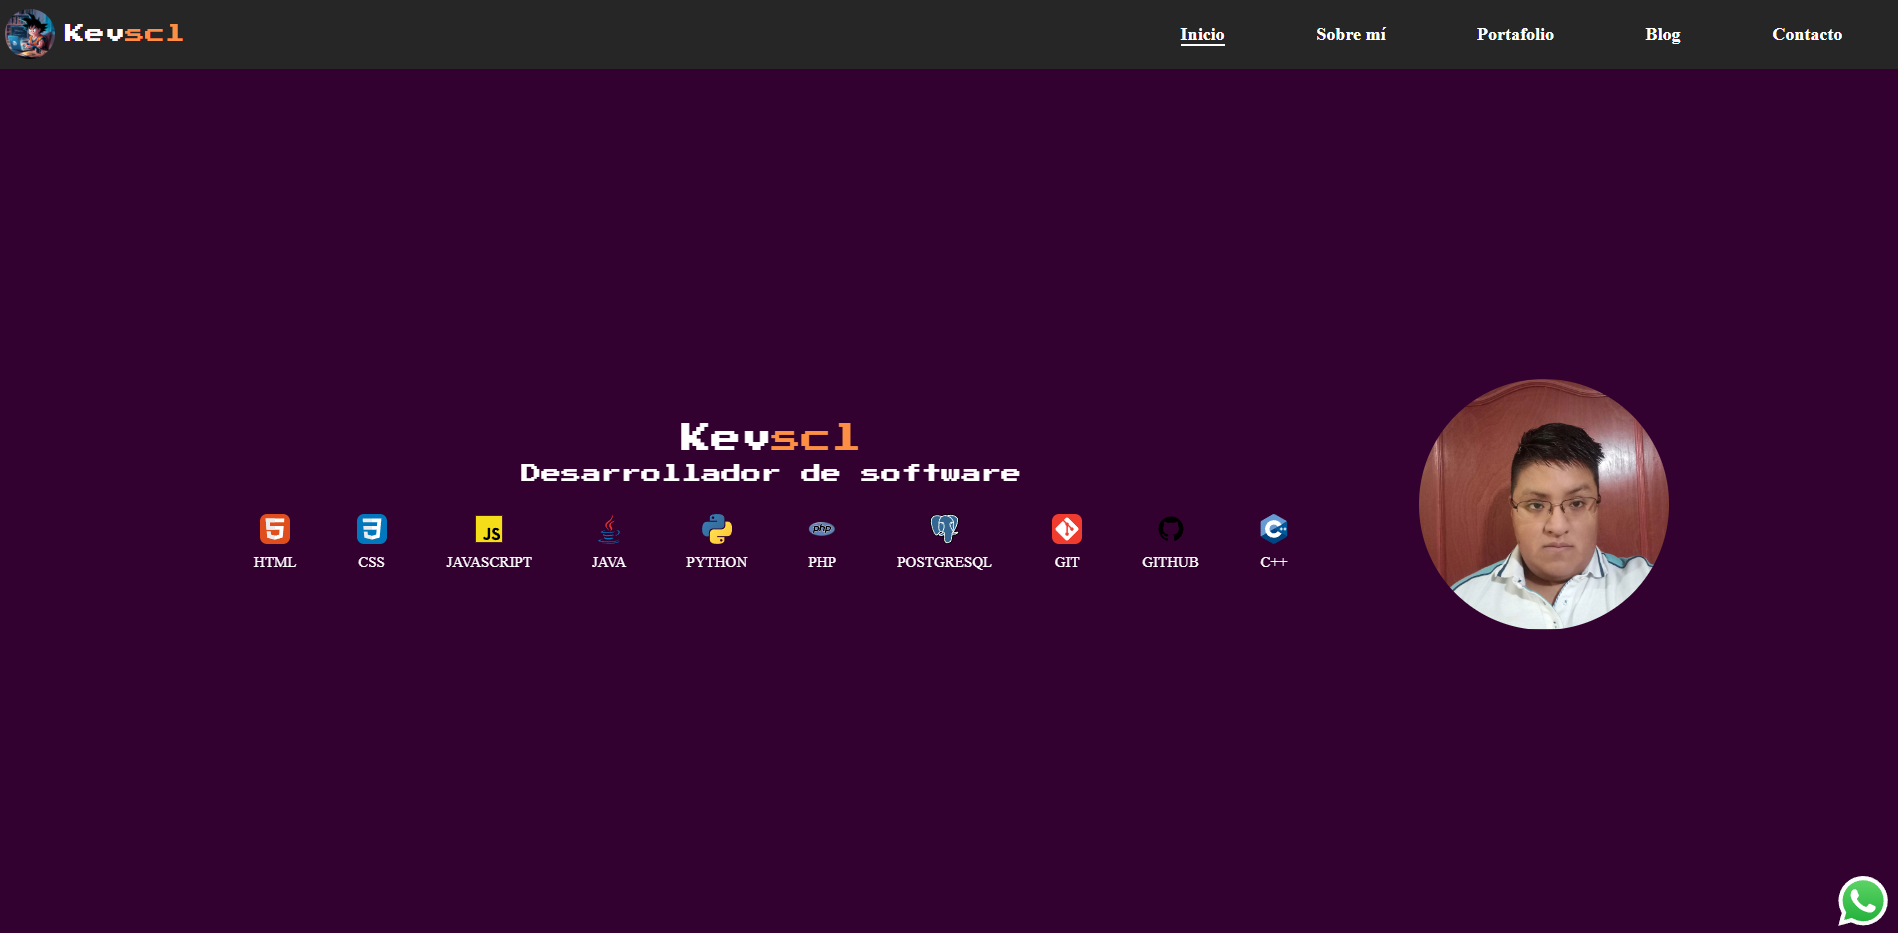 Kevscl
Inicio Sobre mí Portafolio Blog Contacto
Kevscl
Desarrollador de software
JS php
HTML CSS JAVASCRIPT JAVA PYTHON PHP POSTGRESQL GIT GITHUB C++